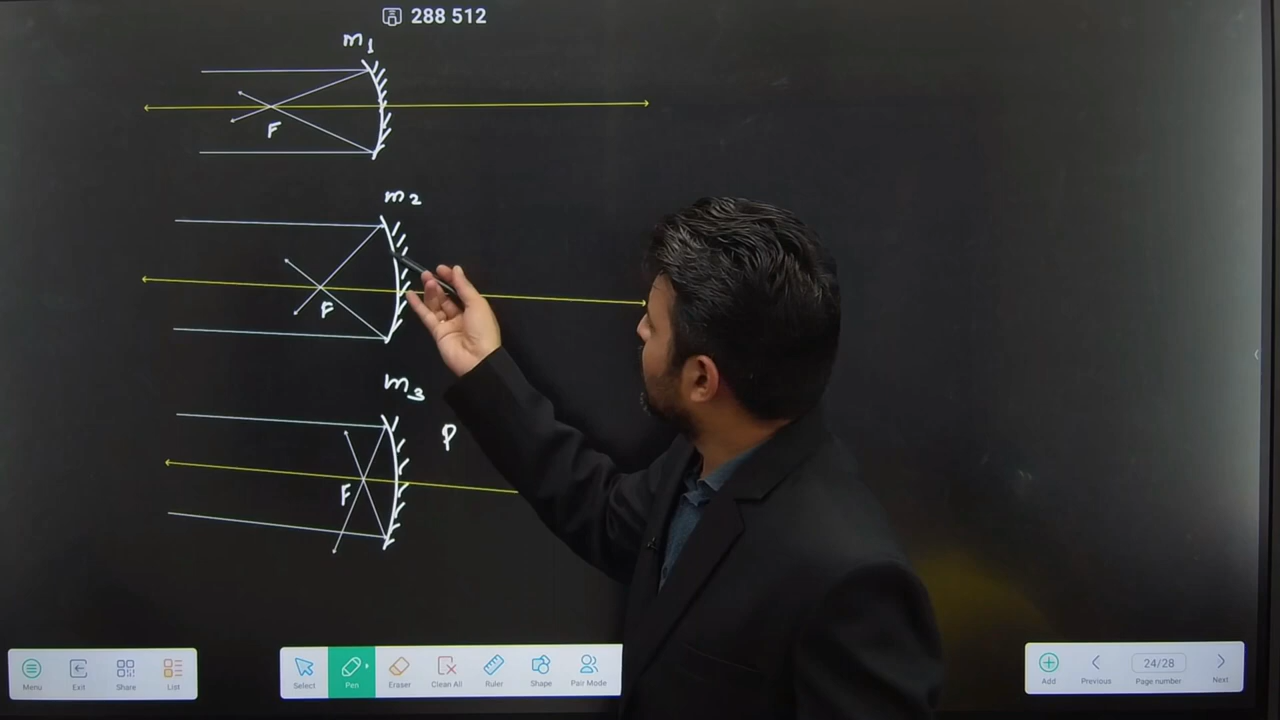 288 512
m1
F
m2
F
m3
P
F
Menu
Exit
Share
List
Select
Pen
Eraser
Clean All
Ruler
Shape
Pair Mode
Add
Previous
24/28
Page number
Next